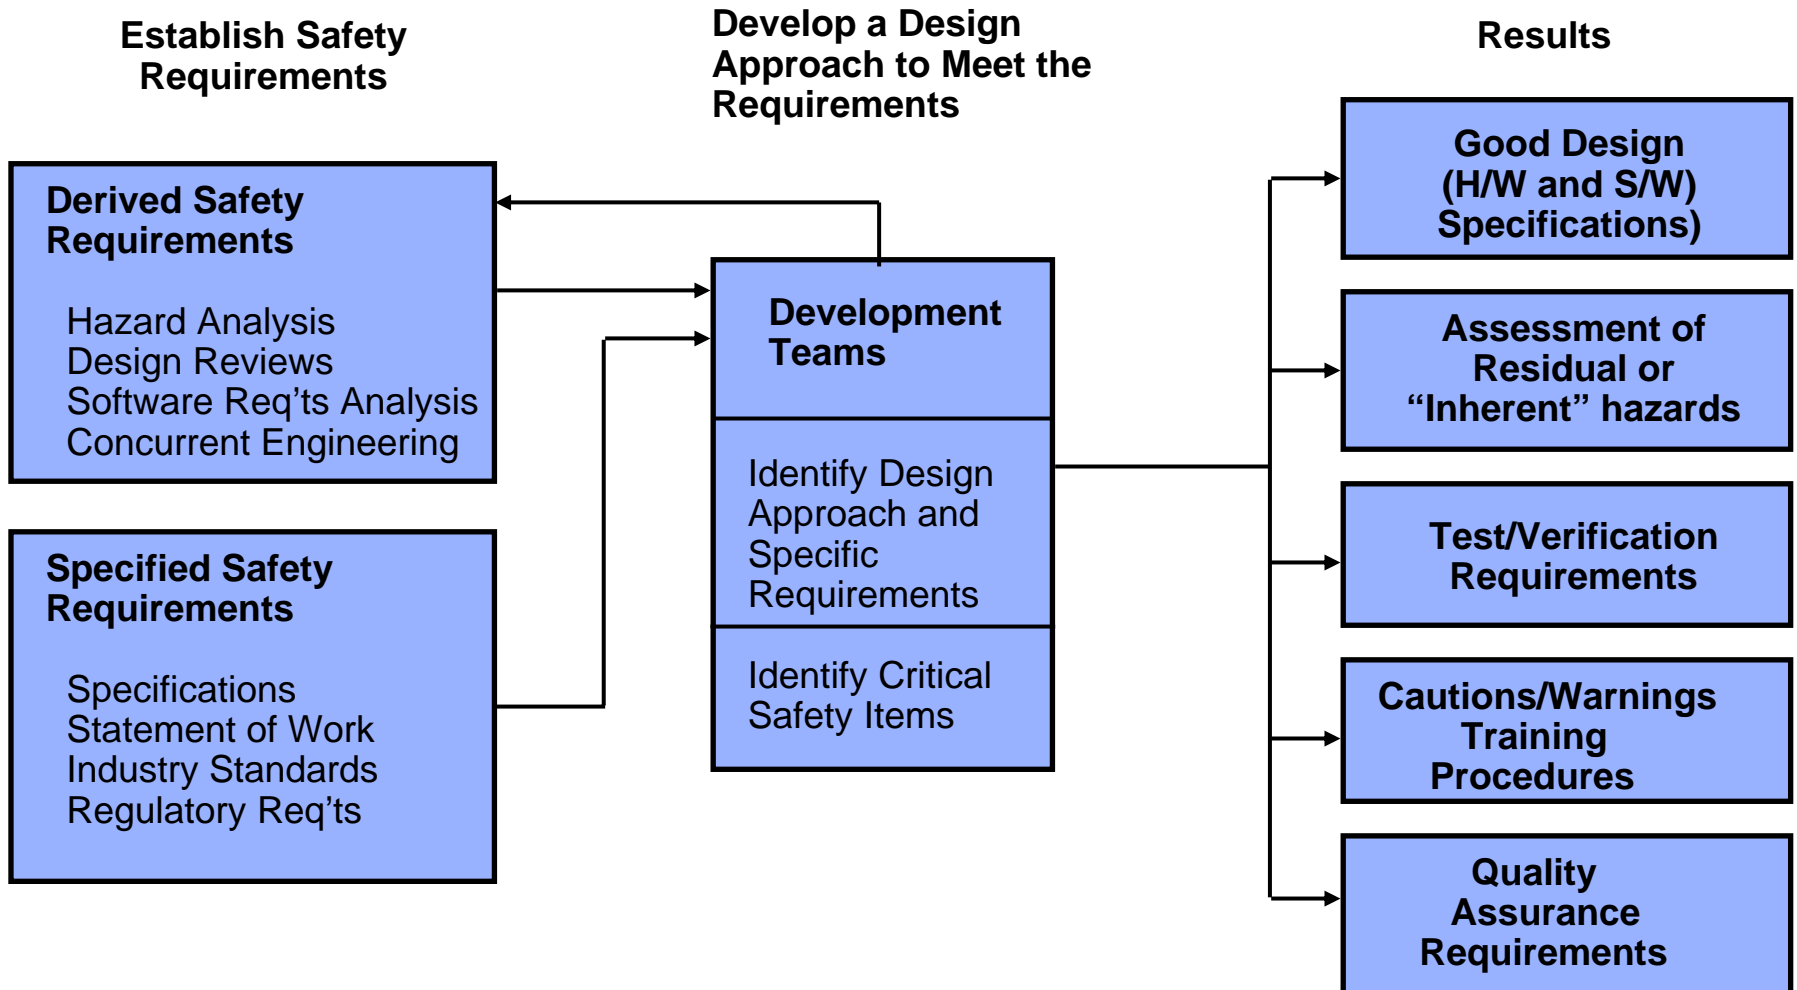 Establish Safety
Requirements
Develop a Design
Approach to Meet the
Requirements
Results
Derived Safety
Requirements
Hazard Analysis
Design Reviews
Software Req’ts Analysis
Concurrent Engineering
Specified Safety
Requirements
Specifications
Statement of Work
Industry Standards
Regulatory Req’ts
Development
Teams
Identify Design
Approach and
Specific
Requirements
Identify Critical
Safety Items
Good Design
(H/W and S/W)
Specifications)
Assessment of
Residual or
“Inherent” hazards
Test/Verification
Requirements
Cautions/Warnings
Training
Procedures
Quality
Assurance
Requirements